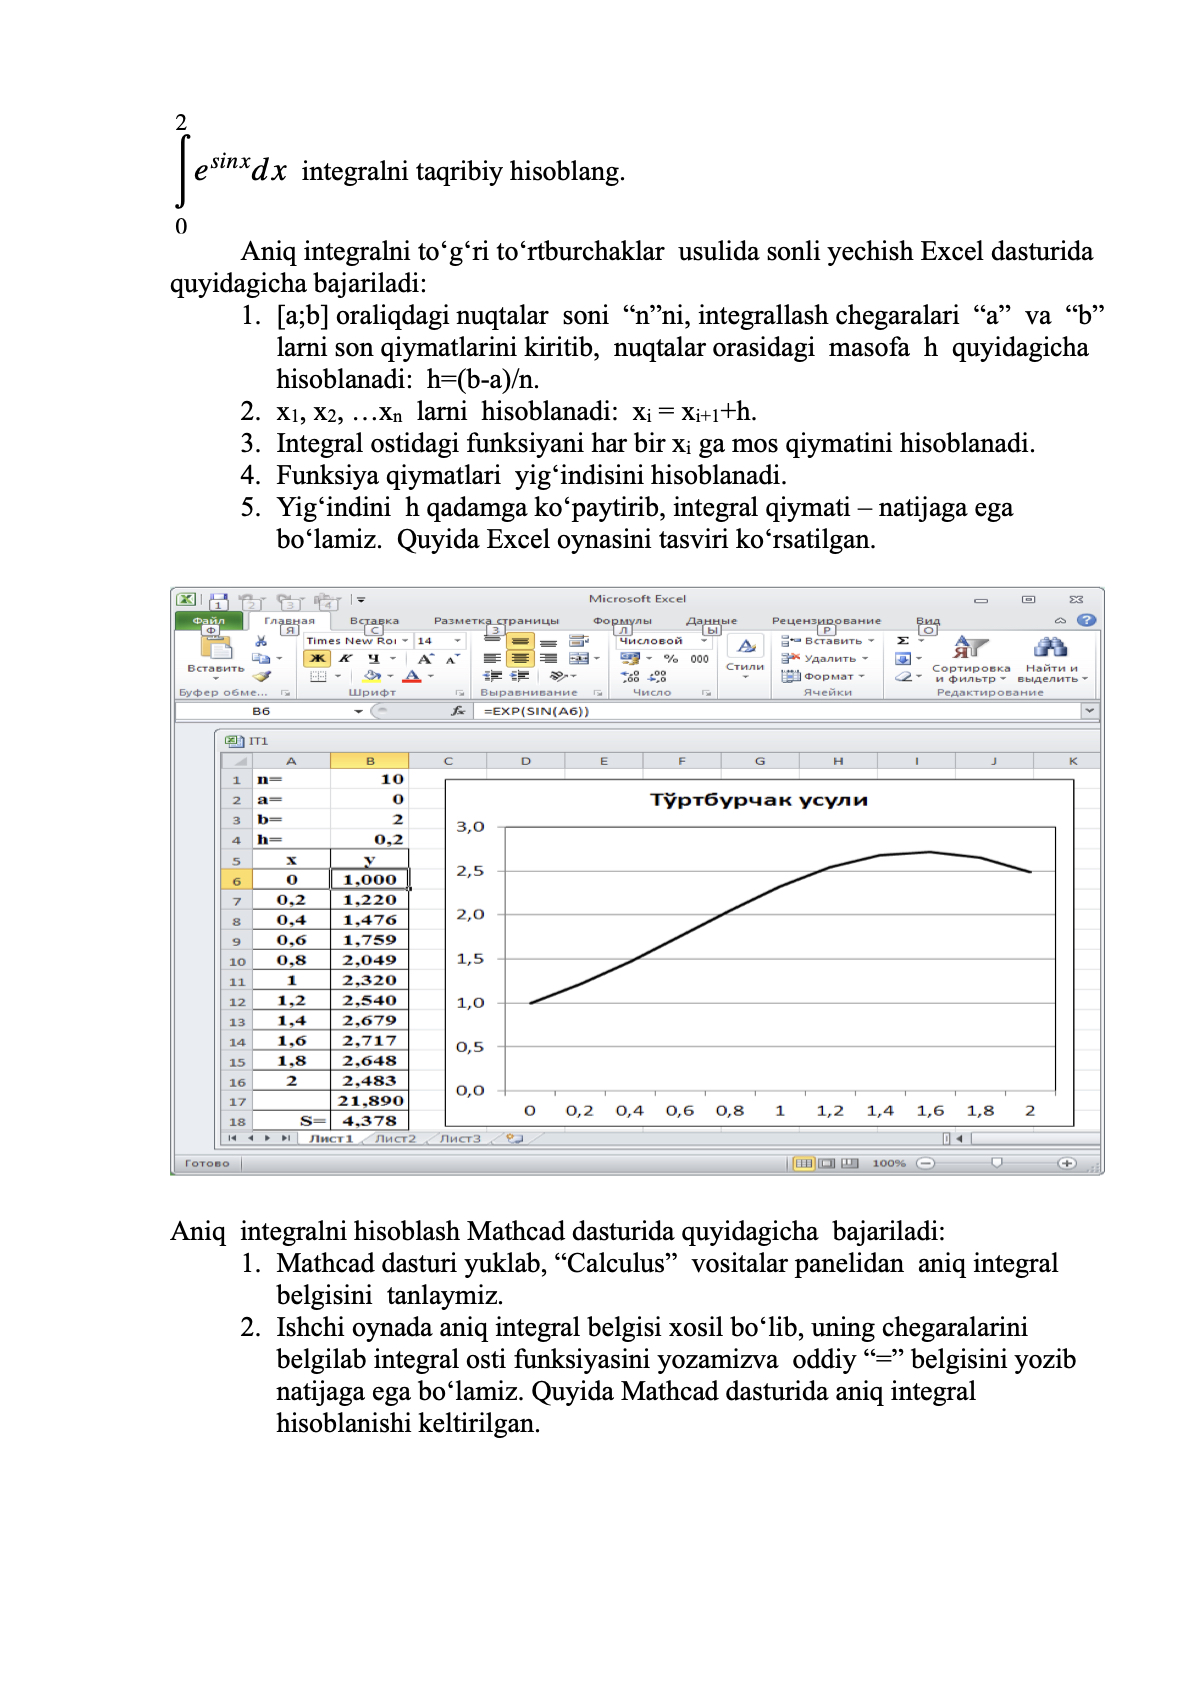 2
∫ e^sinx dx integralni taqribiy hisoblang.
0
Aniq integralni to‘g‘ri to‘rtburchaklar usulida sonli yechish Excel dasturida
quyidagicha bajariladi:
1. [a;b] oraliqdagi nuqtalar soni “n”ni, integrallash chegaralari “a” va “b”
larni son qiymatlarini kiritib, nuqtalar orasidagi masofa h quyidagicha
hisoblanadi: h=(b-a)/n.
2. x₁, x₂, …xₙ larni hisoblanadi: xᵢ = xᵢ₊₁+h.
3. Integral ostidagi funksiyani har bir xᵢ ga mos qiymatini hisoblanadi.
4. Funksiya qiymatlari yig‘indisini hisoblanadi.
5. Yig‘indini h qadamga ko‘paytirib, integral qiymati – natijaga ega
bo‘lamiz. Quyida Excel oynasini tasviri ko‘rsatilgan.
1 2 3 4 Microsoft Excel
Файл Главная Вставка Разметка страницы Формулы Данные Рецензирование Вид
Ф Я С З Л Ы Р О
Times New Roı 14 Числовой Вставить Σ
Ж К Ч А А % 000 Удалить
Вставить Стили Формат Сортировка и фильтр Найти и выделить
Буфер обме... Шрифт Выравнивание Число Ячейки Редактирование
B6 fx =EXP(SIN(A6))
IT1
A B C D E F G H I J K
1 n= 10
2 a= 0
3 b= 2
4 h= 0,2
5 x y
6 0 1,000
7 0,2 1,220
8 0,4 1,476
9 0,6 1,759
10 0,8 2,049
11 1 2,320
12 1,2 2,540
13 1,4 2,679
14 1,6 2,717
15 1,8 2,648
16 2 2,483
17 21,890
18 S= 4,378
Тўртбурчак усули
3,0
2,5
2,0
1,5
1,0
0,5
0,0
0 0,2 0,4 0,6 0,8 1 1,2 1,4 1,6 1,8 2
Лист1 Лист2 Лист3
Готово 100%
Aniq integralni hisoblash Mathcad dasturida quyidagicha bajariladi:
1. Mathcad dasturi yuklab, “Calculus” vositalar panelidan aniq integral
belgisini tanlaymiz.
2. Ishchi oynada aniq integral belgisi xosil bo‘lib, uning chegaralarini
belgilab integral osti funksiyasini yozamizva oddiy “=” belgisini yozib
natijaga ega bo‘lamiz. Quyida Mathcad dasturida aniq integral
hisoblanishi keltirilgan.